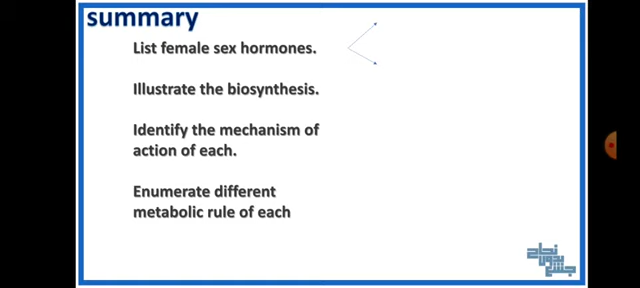 summary
List female sex hormones.
Illustrate the biosynthesis.
Identify the mechanism of
action of each.
Enumerate different
metabolic rule of each